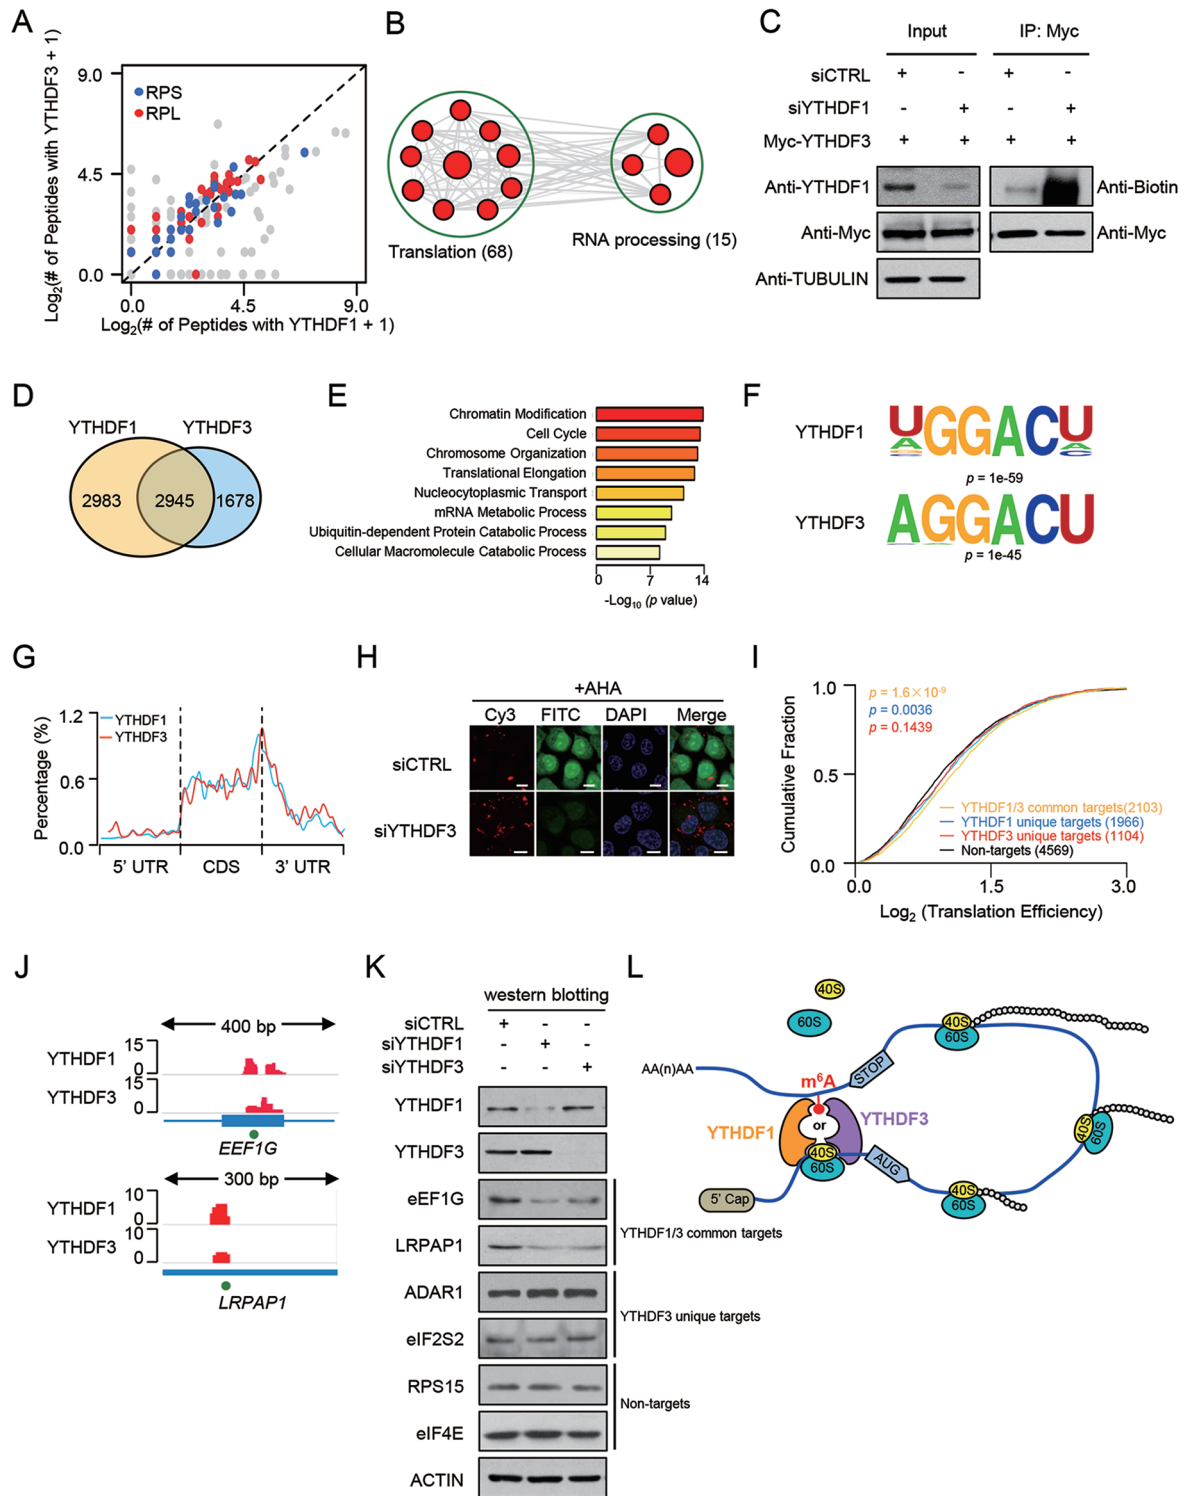 A
Log2(# of Peptides with YTHDF3 + 1)
9.0
4.5
0.0
RPS
RPL
0.0 4.5 9.0
Log2(# of Peptides with YTHDF1 + 1)
B
Translation (68)
RNA processing (15)
C
Input IP: Myc
siCTRL + - + -
siYTHDF1 - + - +
Myc-YTHDF3 + + + +
Anti-YTHDF1 Anti-Biotin
Anti-Myc Anti-Myc
Anti-TUBULIN
D
YTHDF1 YTHDF3
2983 2945 1678
E
Chromatin Modification
Cell Cycle
Chromosome Organization
Translational Elongation
Nucleocytoplasmic Transport
mRNA Metabolic Process
Ubiquitin-dependent Protein Catabolic Process
Cellular Macromolecule Catabolic Process
0 7 14
-Log10 (p value)
F
YTHDF1 UGGACU
p = 1e-59
YTHDF3 AGGACU
p = 1e-45
G
Percentage (%)
1.2
0.6
0.0
YTHDF1
YTHDF3
5' UTR CDS 3' UTR
H
+AHA
Cy3 FITC DAPI Merge
siCTRL
siYTHDF3
I
Cumulative Fraction
1.0
0.5
0.0
p = 1.6×10-9
p = 0.0036
p = 0.1439
YTHDF1/3 common targets(2103)
YTHDF1 unique targets (1966)
YTHDF3 unique targets (1104)
Non-targets (4569)
0.0 1.5 3.0
Log2 (Translation Efficiency)
J
400 bp
YTHDF1 15 0
YTHDF3 15 0
EEF1G
300 bp
YTHDF1 10 0
YTHDF3 10 0
LRPAP1
K
western blotting
siCTRL + - -
siYTHDF1 - + -
siYTHDF3 - - +
YTHDF1
YTHDF3
eEF1G
LRPAP1
YTHDF1/3 common targets
ADAR1
eIF2S2
YTHDF3 unique targets
RPS15
eIF4E
Non-targets
ACTIN
L
40S
60S
40S
60S
AA(n)AA
STOP
m6A
YTHDF1 or YTHDF3
40S
60S
AUG
5' Cap
40S
60S
40S
60S